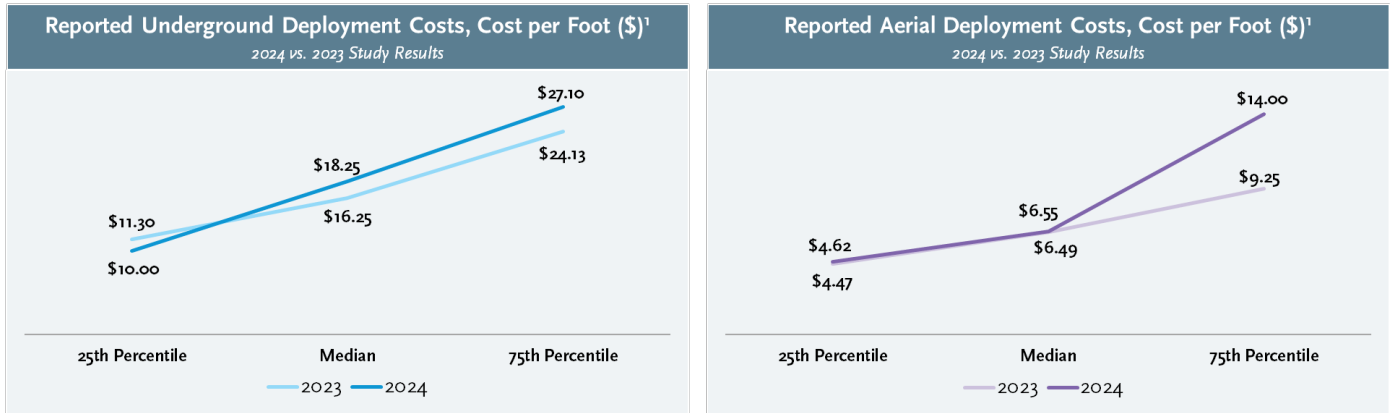 Reported Underground Deployment Costs, Cost per Foot ($)¹
2024 vs. 2023 Study Results
$27.10
$24.13
$18.25
$16.25
$11.30
$10.00
25th Percentile Median 75th Percentile
2023 2024
Reported Aerial Deployment Costs, Cost per Foot ($)¹
2024 vs. 2023 Study Results
$14.00
$9.25
$6.55
$6.49
$4.62
$4.47
25th Percentile Median 75th Percentile
2023 2024